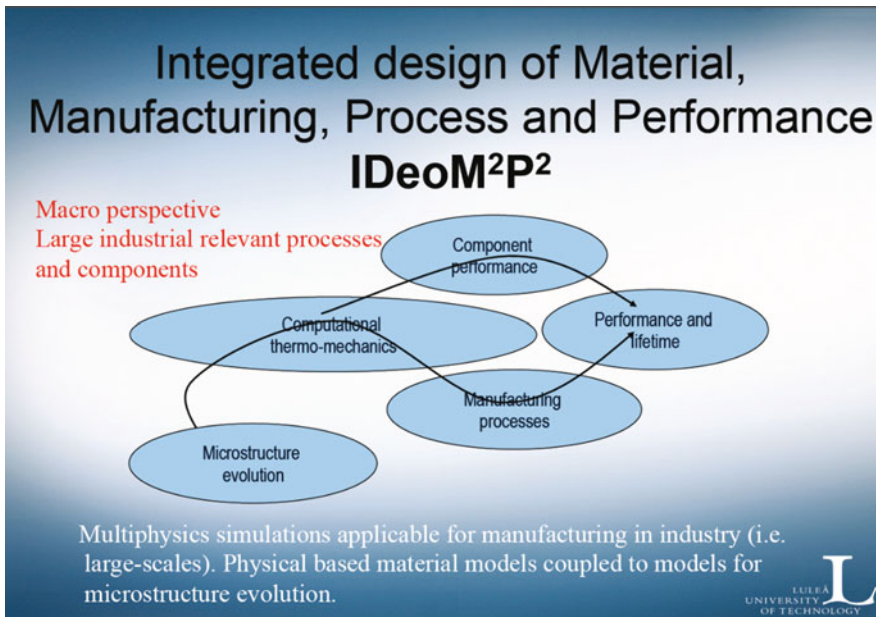 Integrated design of Material,
Manufacturing, Process and Performance
IDeoM²P²
Macro perspective
Large industrial relevant processes
and components
Component
performance
Computational
thermo-mechanics
Performance and
lifetime
Manufacturing
processes
Microstructure
evolution
Multiphysics simulations applicable for manufacturing in industry (i.e.
large-scales). Physical based material models coupled to models for
microstructure evolution.
L
LULEÅ
UNIVERSITY
OF TECHNOLOGY